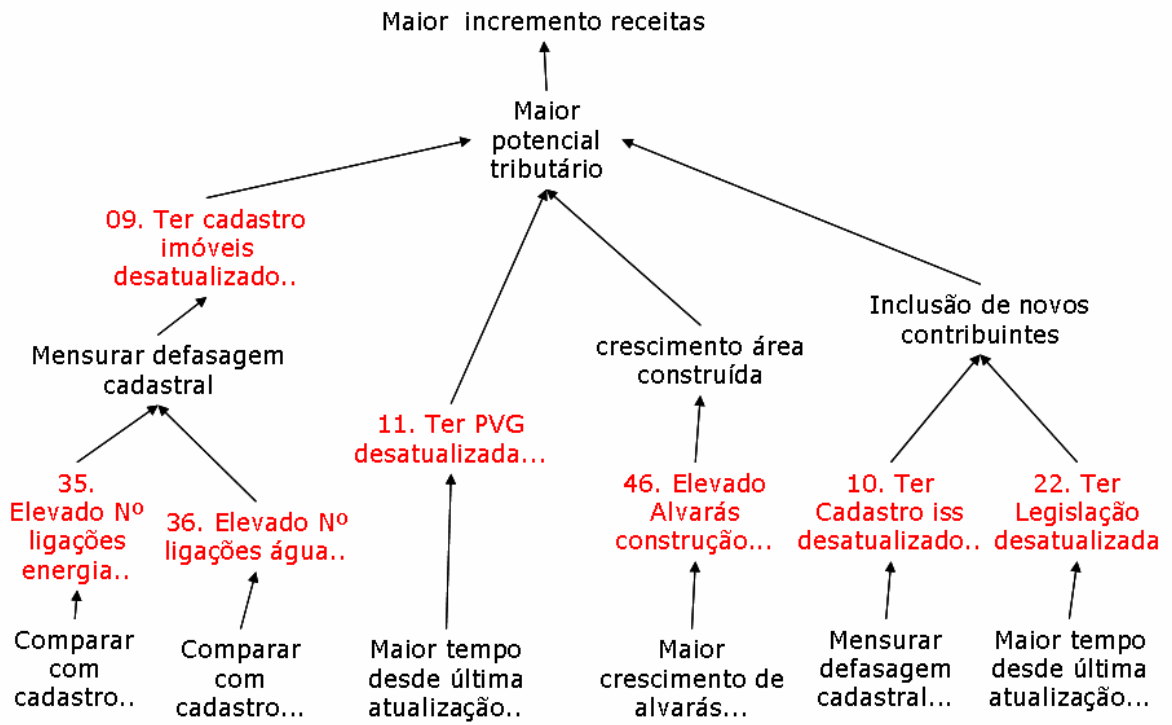 Maior  incremento receitas
Maior
potencial
tributário
09. Ter cadastro
imóveis
desatualizado..
Inclusão de novos
contribuintes
Mensurar defasagem
cadastral
crescimento área
construída
11. Ter PVG
desatualizada...
35.
Elevado Nº
ligações
energia..
36. Elevado Nº
ligações água..
46. Elevado
Alvarás
construção...
10. Ter
Cadastro iss
desatualizado..
22. Ter
Legislação
desatualizada
Comparar
com
cadastro..
Comparar
com
cadastro...
Maior tempo
desde última
atualização..
Maior
crescimento de
alvarás...
Mensurar
defasagem
cadastral...
Maior tempo
desde última
atualização...